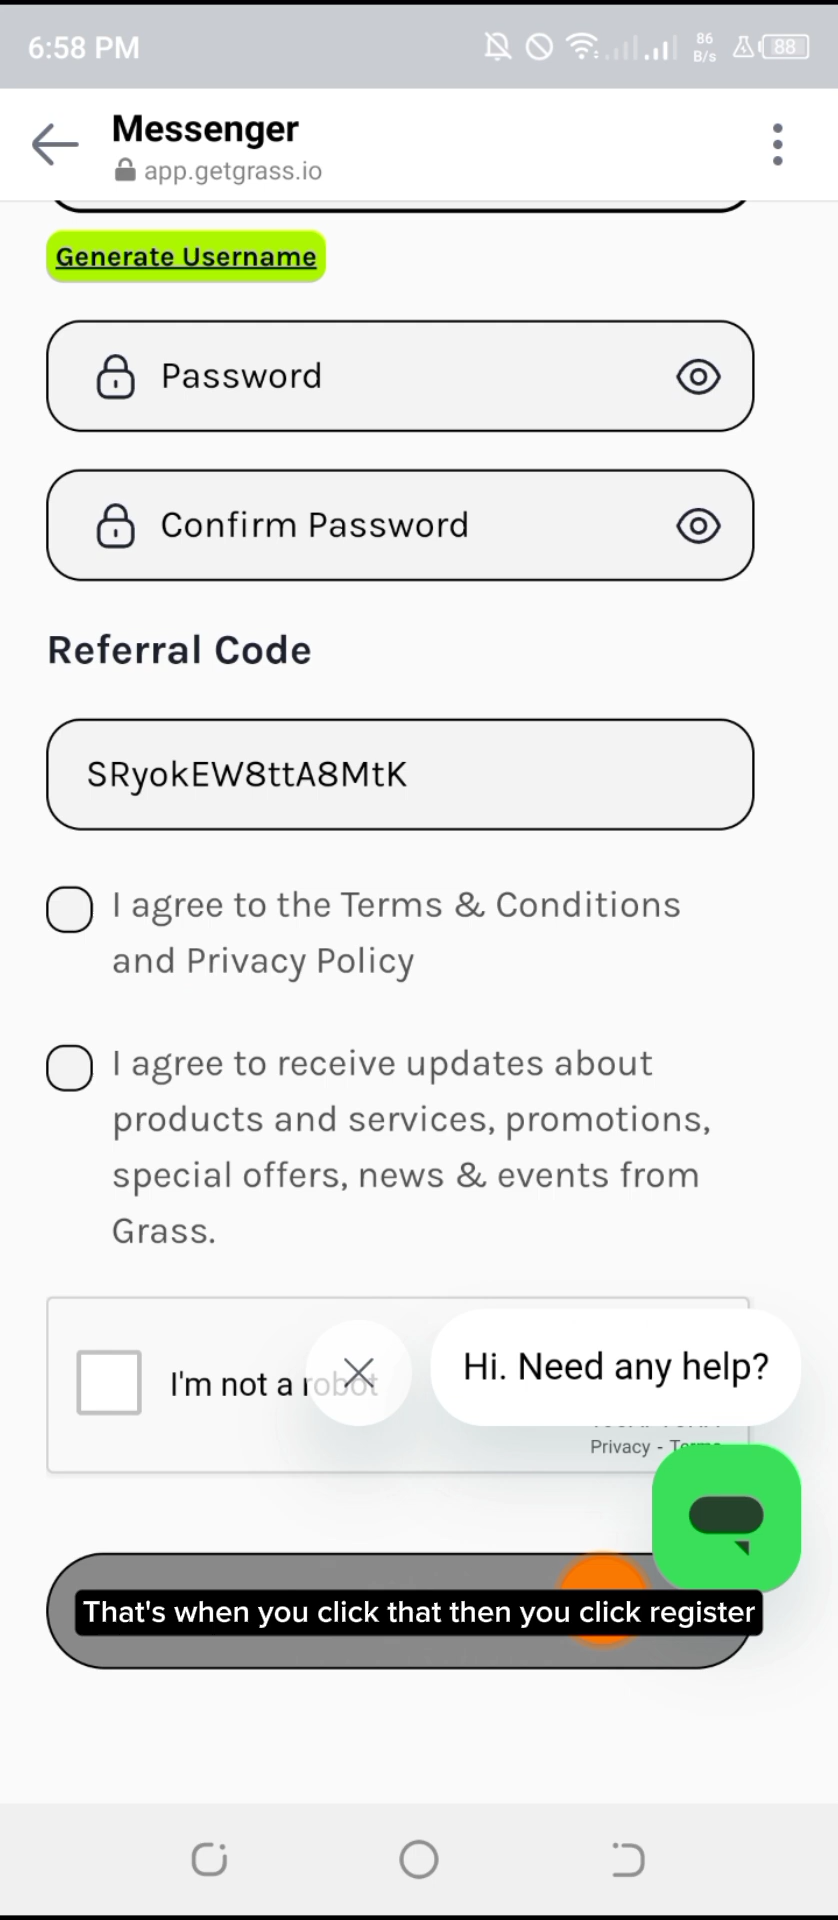 6:58 PM
86
B/s
88
Messenger
app.getgrass.io
Generate Username
Password
Confirm Password
Referral Code
SRyokEW8ttA8MtK
I agree to the Terms & Conditions
and Privacy Policy
I agree to receive updates about
products and services, promotions,
special offers, news & events from
Grass.
I'm not a robot
Hi. Need any help?
Privacy - Terms
That's when you click that then you click register